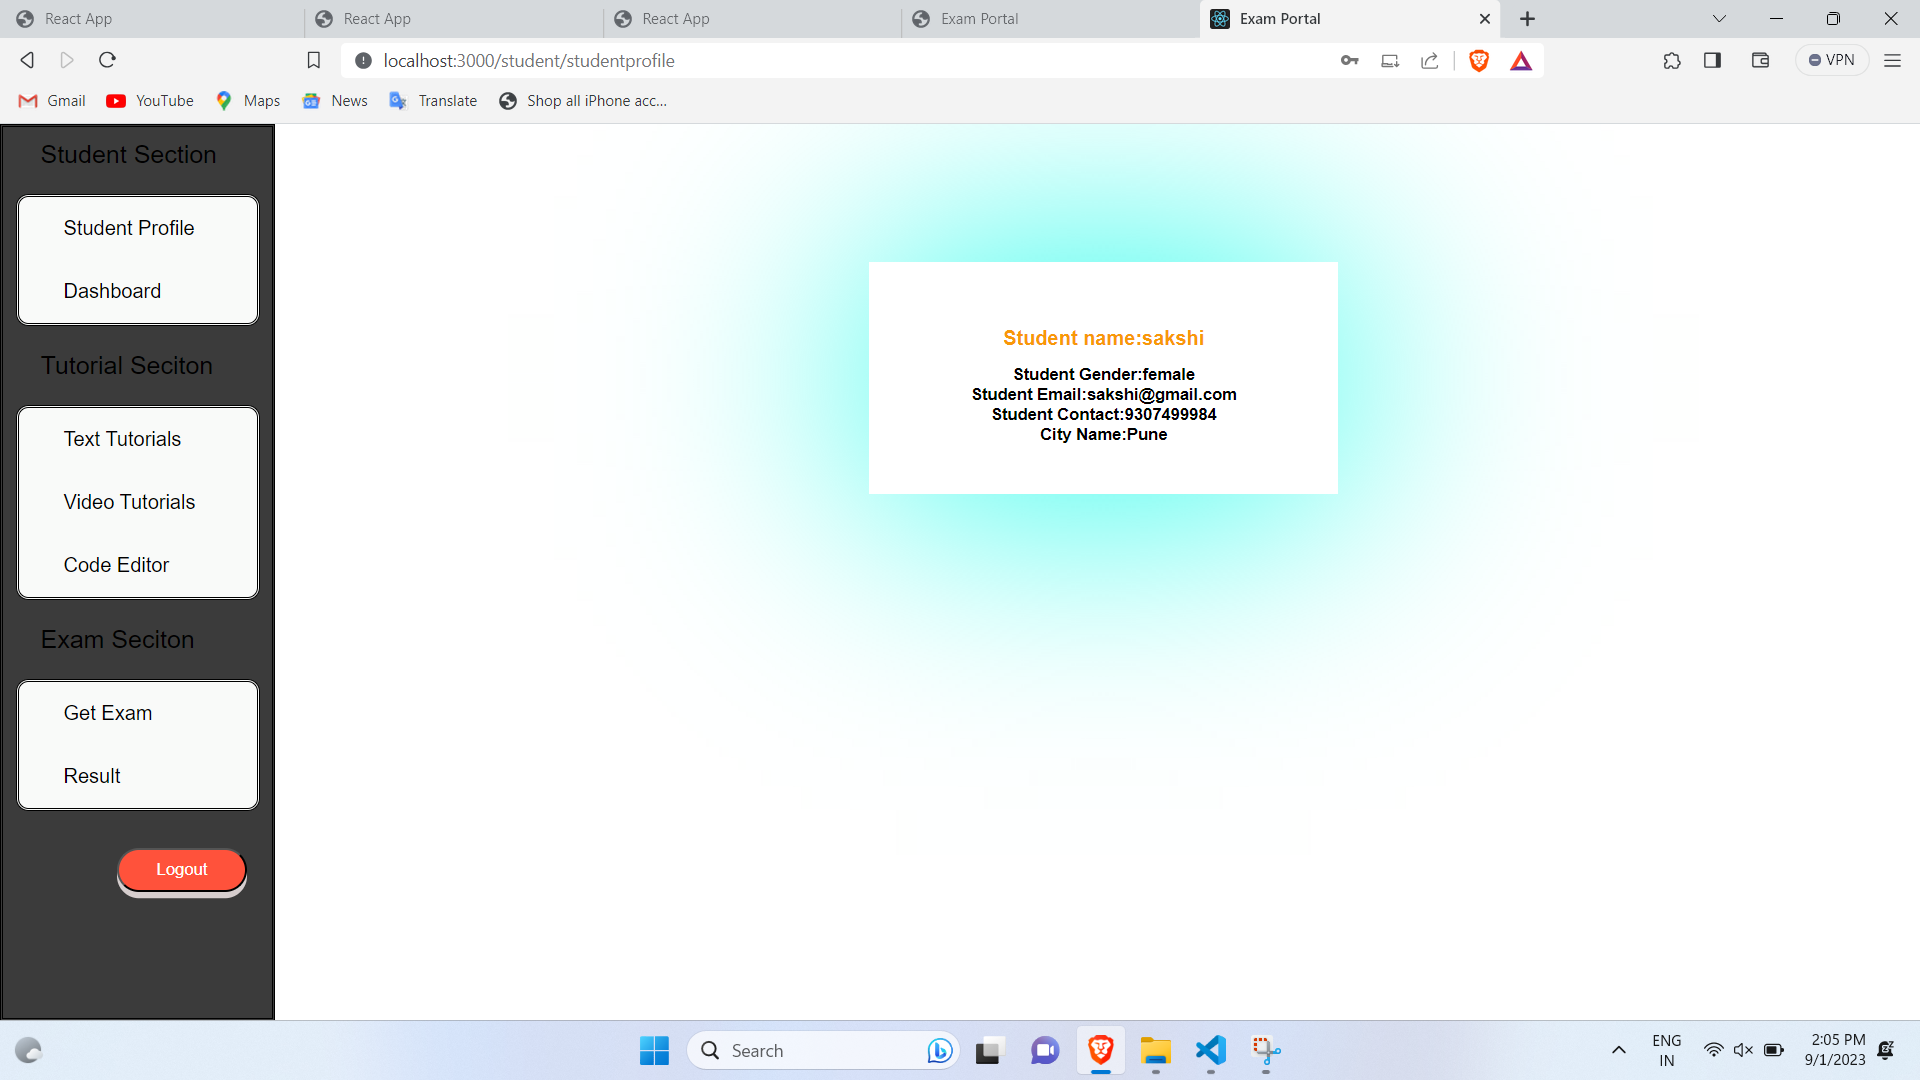 React App
React App
React App
Exam Portal
Exam Portal
localhost:3000/student/studentprofile
VPN
Gmail
YouTube
Maps
News
Translate
Shop all iPhone acc...
Student Section
Student Profile
Dashboard
Tutorial Seciton
Text Tutorials
Video Tutorials
Code Editor
Exam Seciton
Get Exam
Result
Logout
Student name:sakshi
Student Gender:female
Student Email:sakshi@gmail.com
Student Contact:9307499984
City Name:Pune
Search
ENG
IN
2:05 PM
9/1/2023